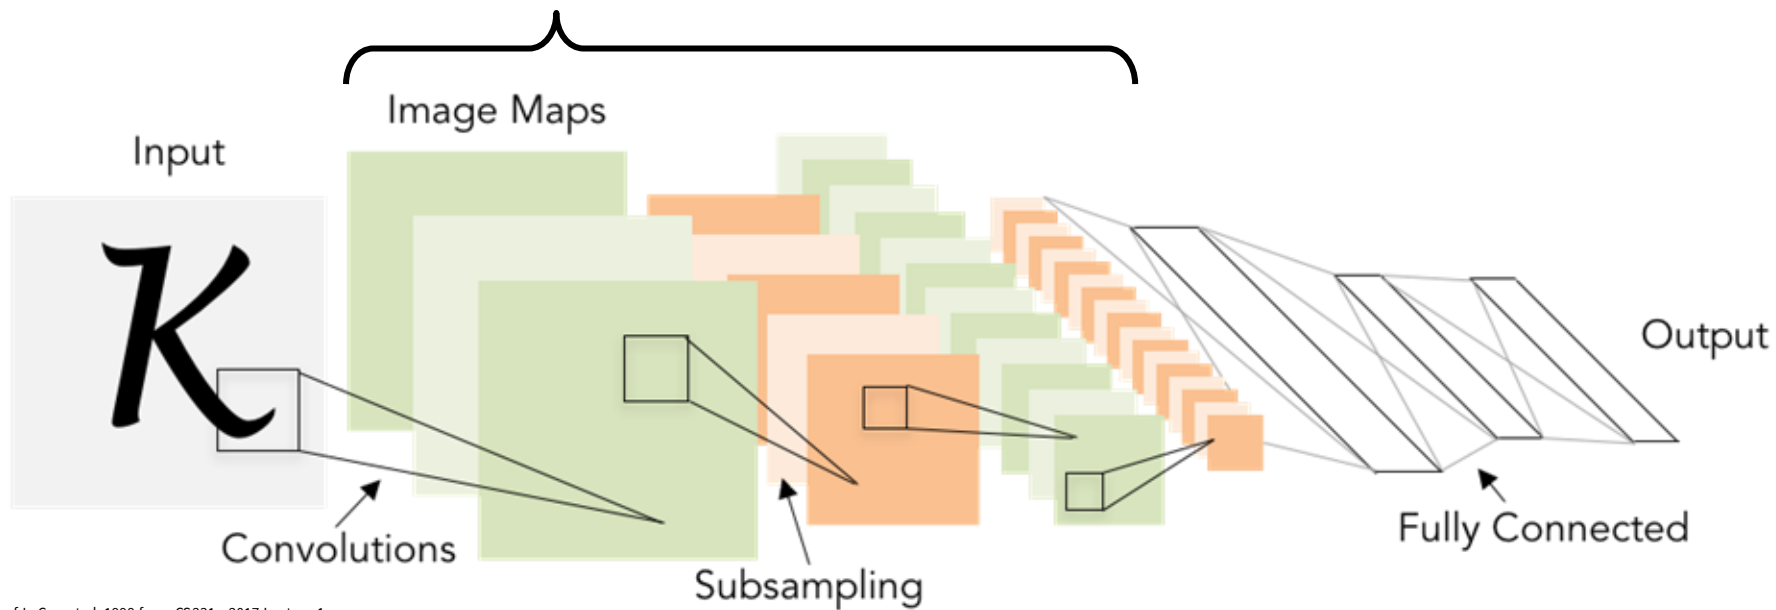 Image Maps
Input
K
Output
Fully Connected
Convolutions
Subsampling